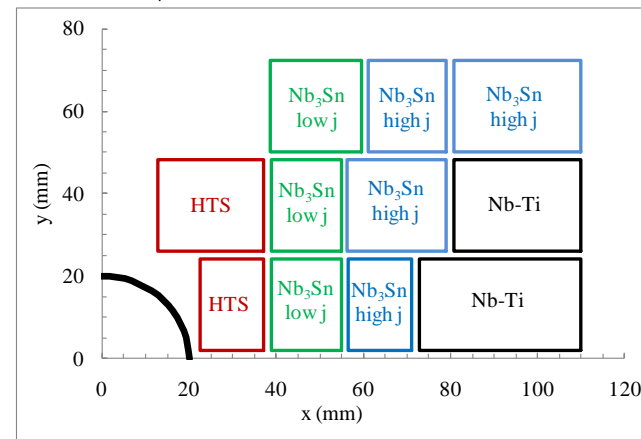 80
60
40
20
0
y (mm)
Nb₃Sn
low j
Nb₃Sn
high j
Nb₃Sn
high j
HTS
Nb₃Sn
low j
Nb₃Sn
high j
Nb-Ti
HTS
Nb₃Sn
low j
Nb₃Sn
high j
Nb-Ti
0 20 40 60 80 100 120
x (mm)